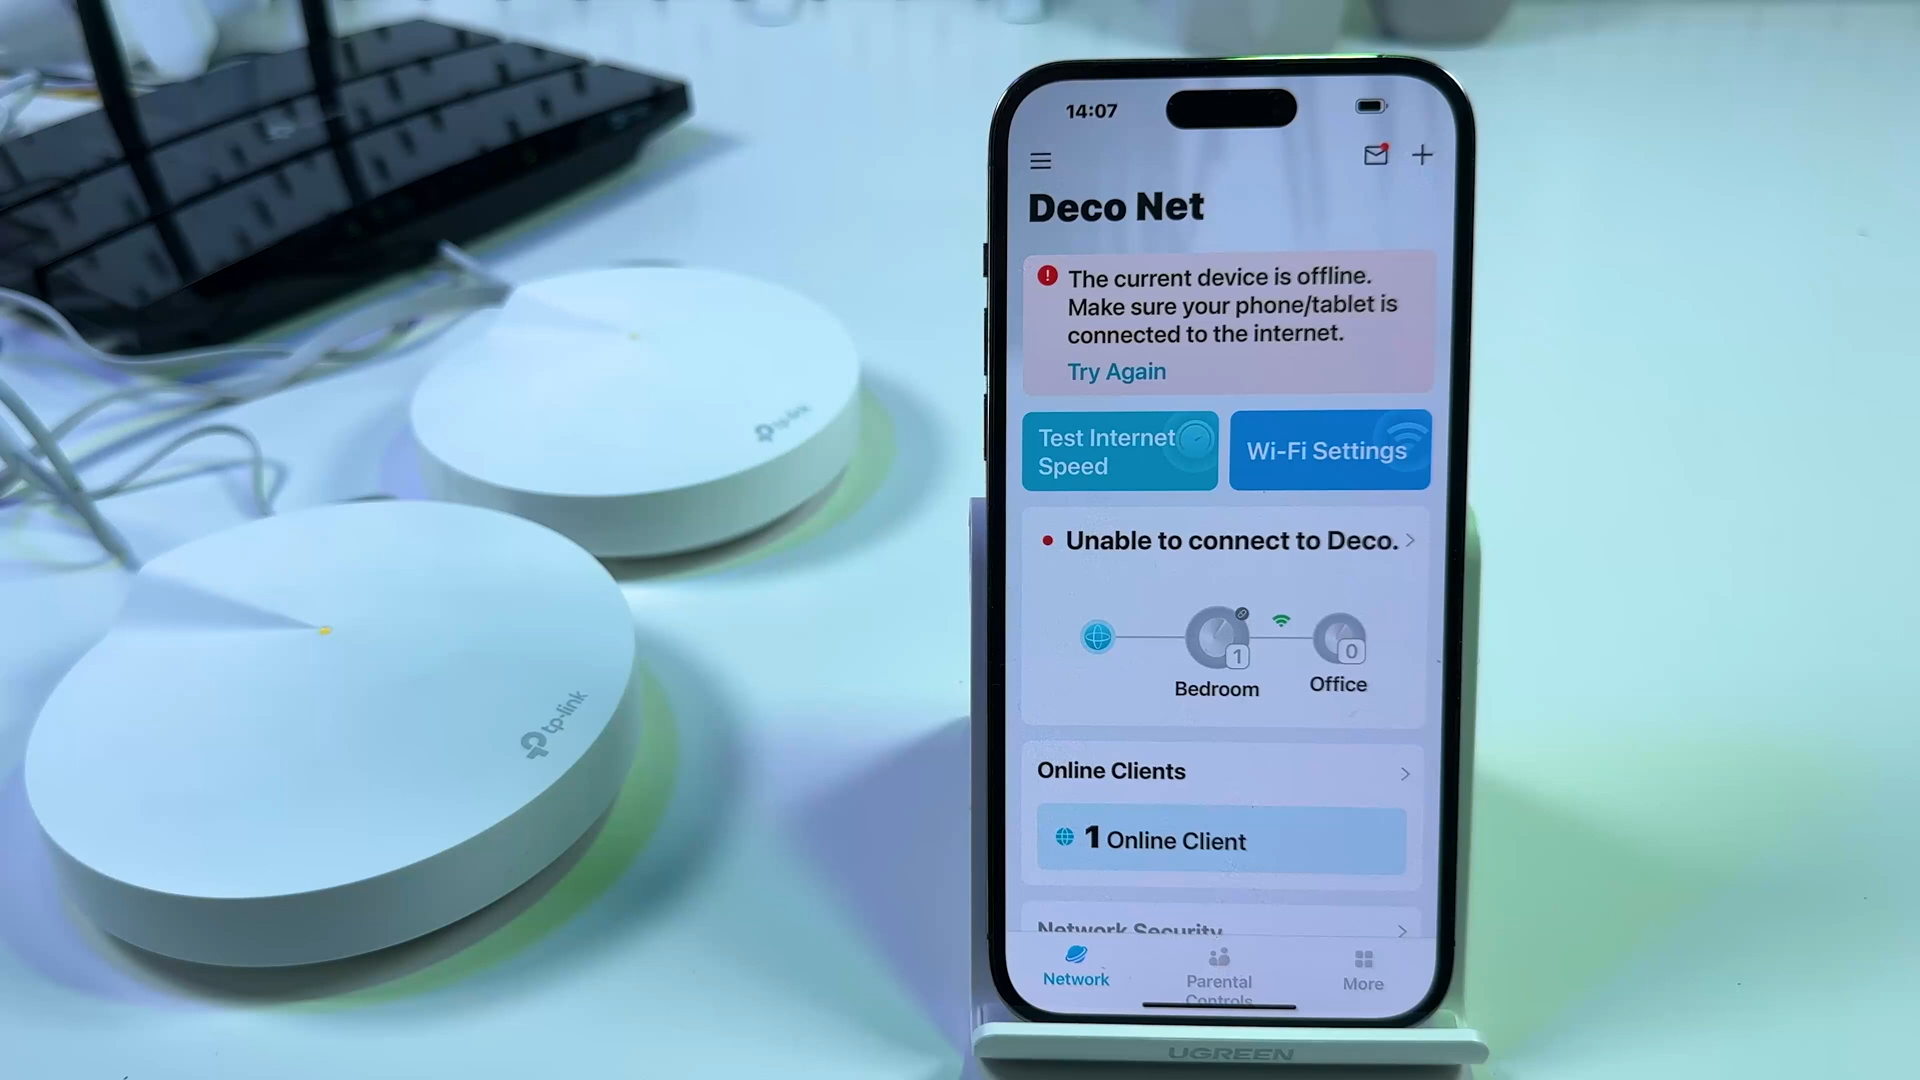 14:07
Deco Net
The current device is offline.
Make sure your phone/tablet is
connected to the internet.
Try Again
Test Internet
Speed
Wi-Fi Settings
Unable to connect to Deco.
1
0
Bedroom
Office
Online Clients
1 Online Client
Network Security
Network
Parental
Controls
More
UGREEN
tp-link
tp-link